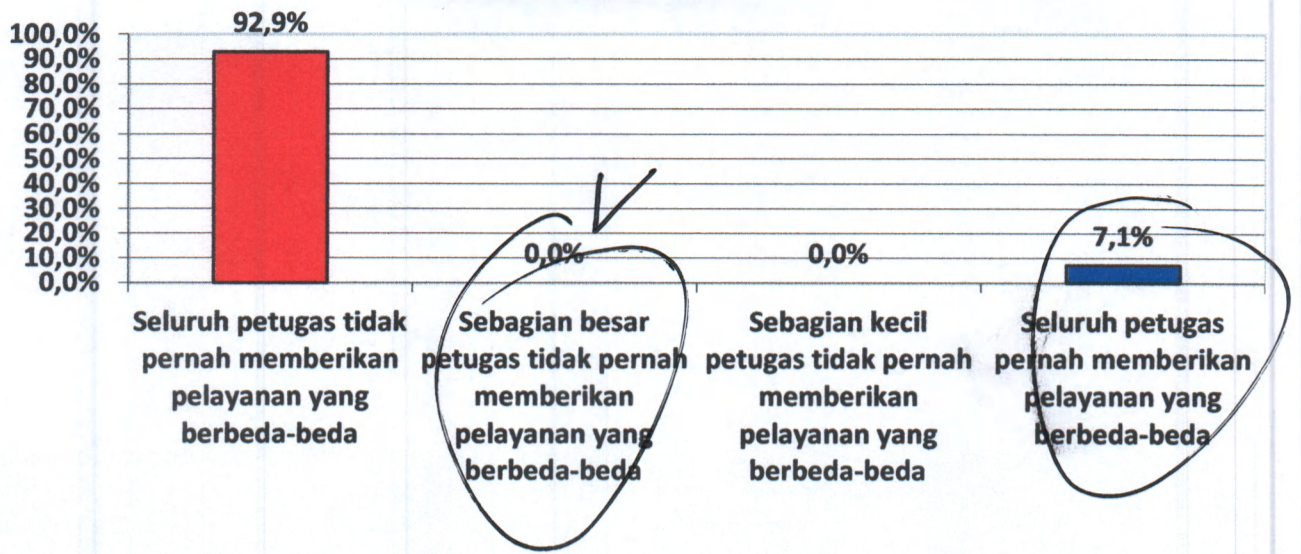 92,9%
100,0%
90,0%
80,0%
70,0%
60,0%
50,0%
40,0%
30,0%
20,0%
10,0%
0,0%
0,0%
0,0%
7,1%
Seluruh petugas tidak
pernah memberikan
pelayanan yang
berbeda-beda
Sebagian besar
petugas tidak pernah
memberikan
pelayanan yang
berbeda-beda
Sebagian kecil
petugas tidak pernah
memberikan
pelayanan yang
berbeda-beda
Seluruh petugas
pernah memberikan
pelayanan yang
berbeda-beda